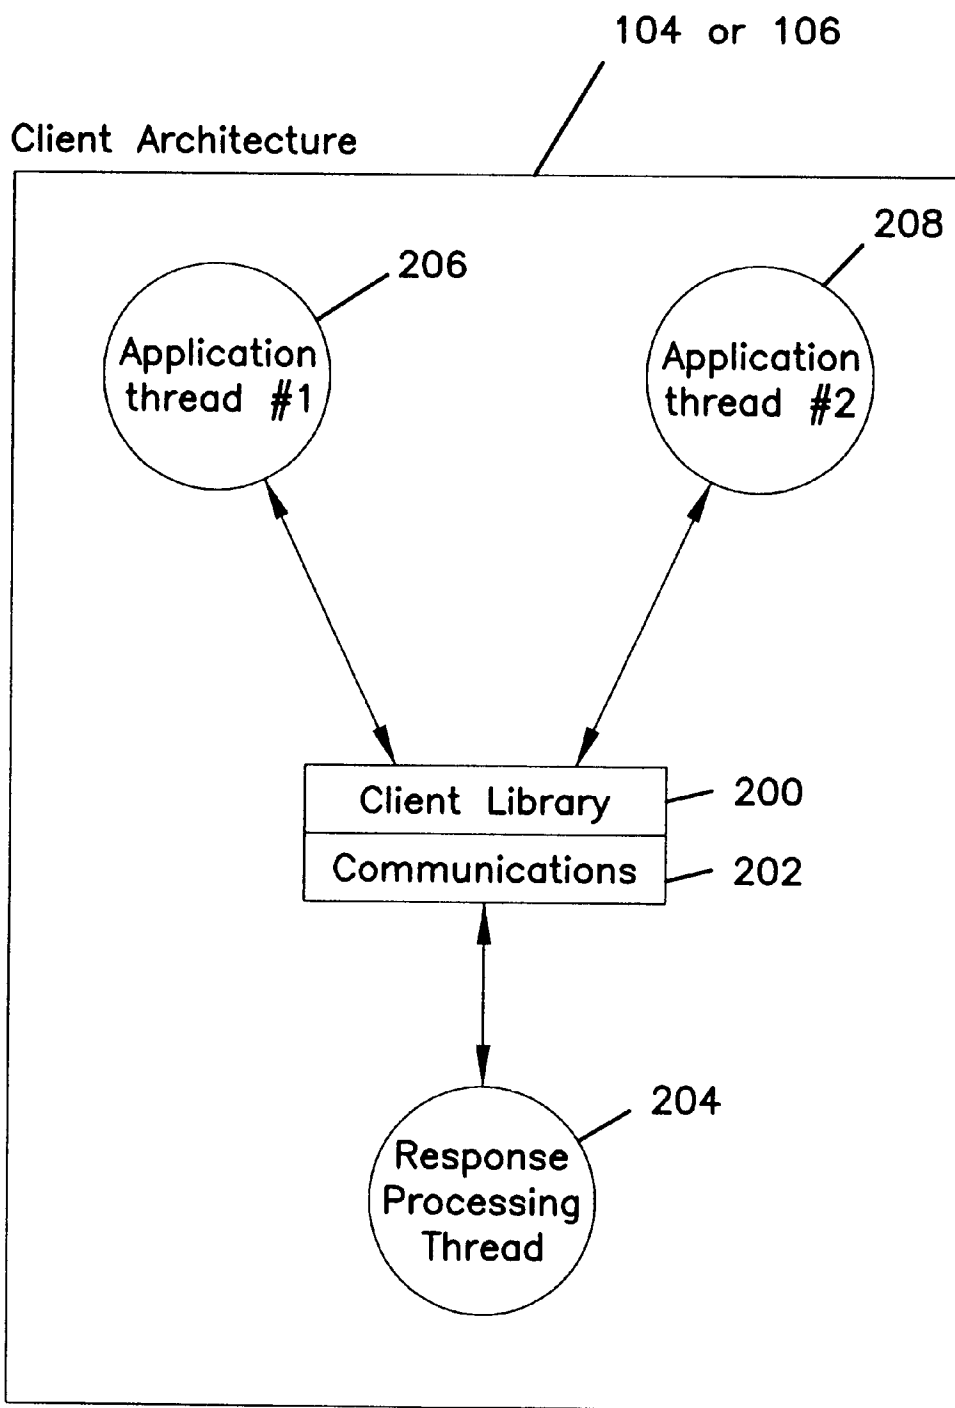 104 or 106
Client Architecture
208
206
Application
thread #1
Application
thread #2
Client Library
200
Communications
202
204
Response
Processing
Thread